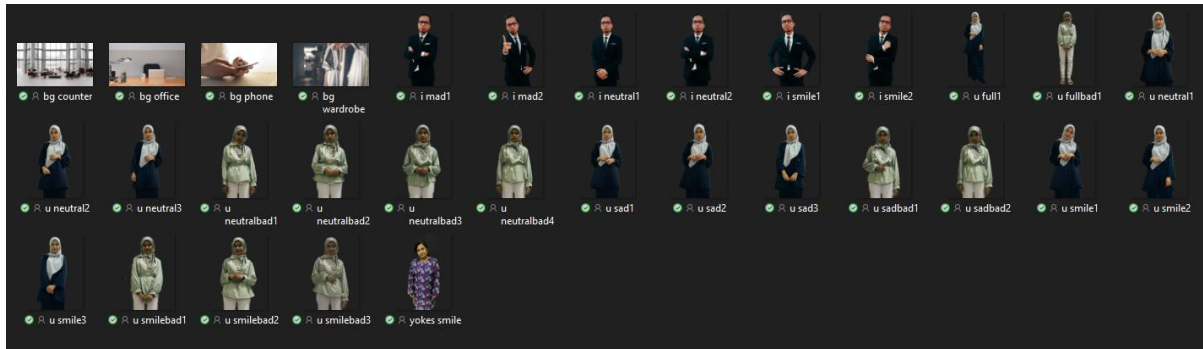 bg counter
bg office
bg phone
bg
wardrobe
i mad1
i mad2
i neutral1
i neutral2
i smile1
i smile2
u full1
u fullbad1
u neutral1
u neutral2
u neutral3
u
neutralbad1
u
neutralbad2
u
neutralbad3
u
neutralbad4
u sad1
u sad2
u sad3
u sadbad1
u sadbad2
u smile1
u smile2
u smile3
u smilebad1
u smilebad2
u smilebad3
yokes smile